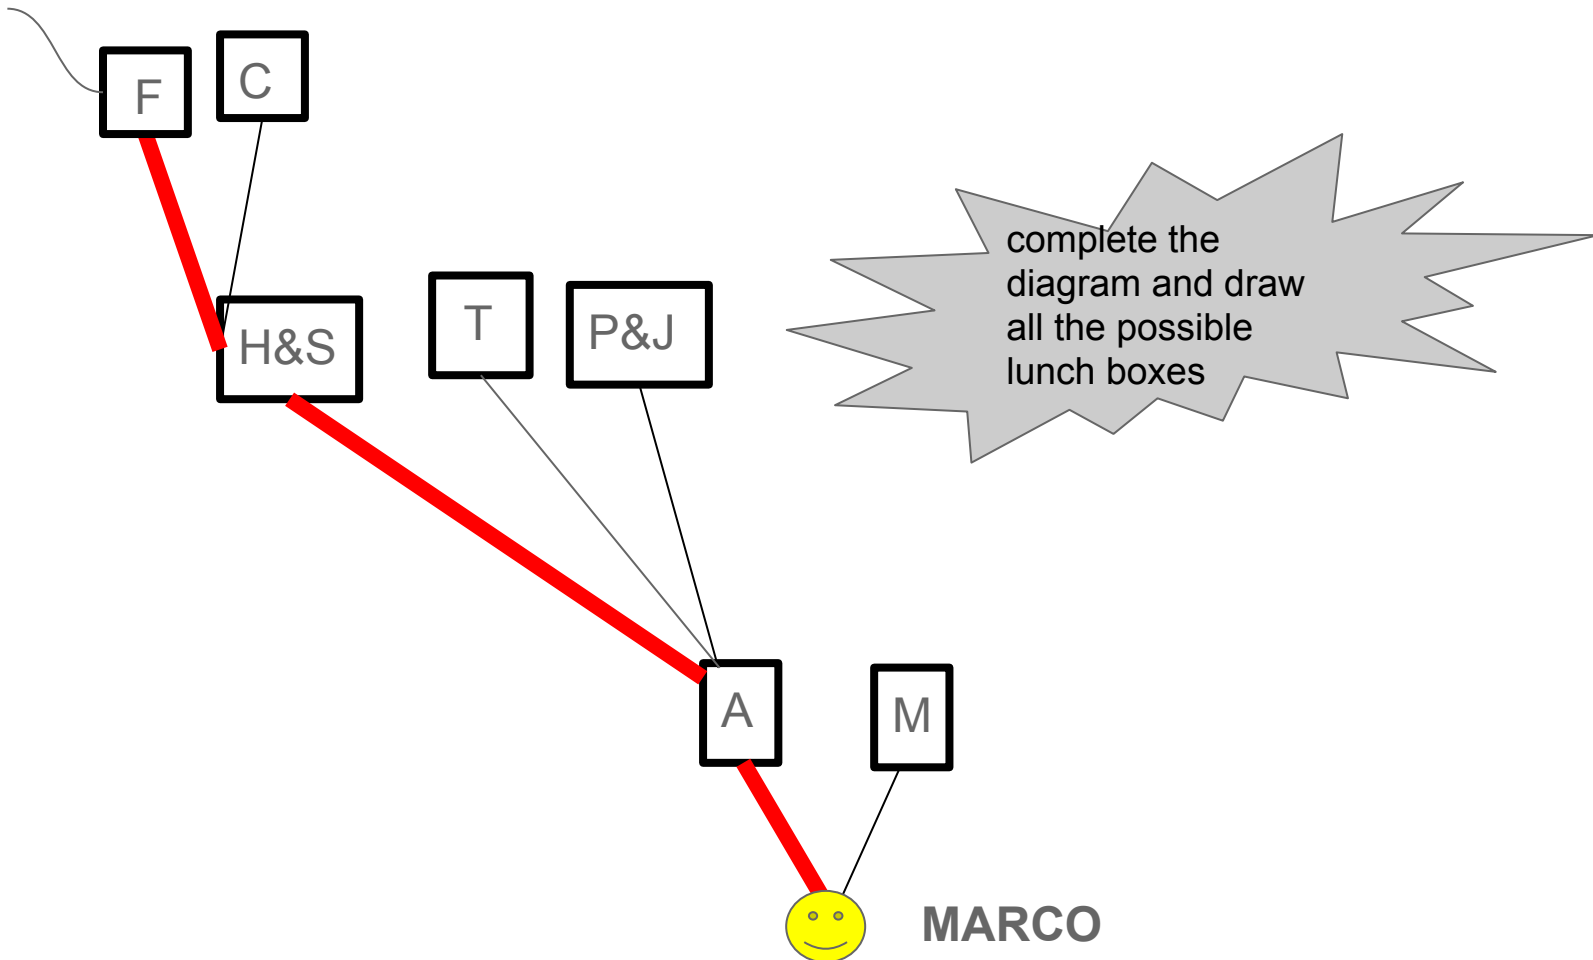 F
C
complete the
diagram and draw
all the possible
lunch boxes
H&S
T
P&J
A
M
MARCO